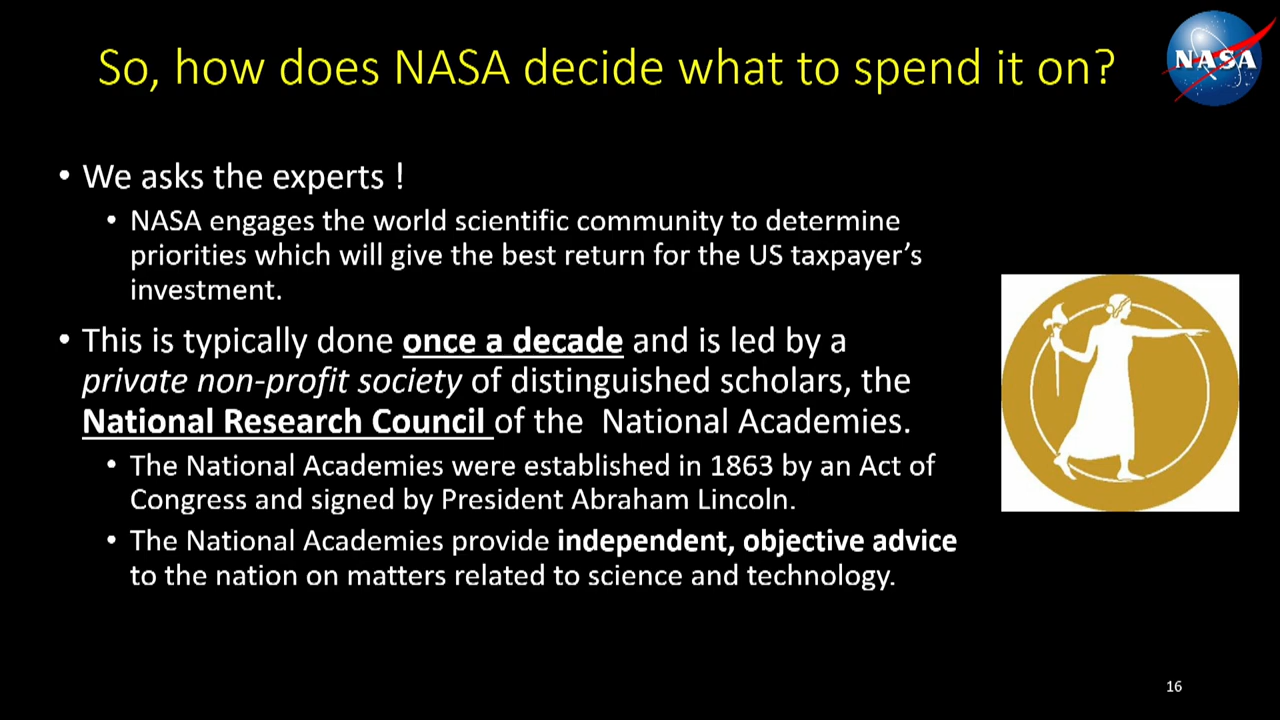 So, how does NASA decide what to spend it on?
NASA
• We asks the experts !
• NASA engages the world scientific community to determine
priorities which will give the best return for the US taxpayer’s
investment.
• This is typically done once a decade and is led by a
private non-profit society of distinguished scholars, the
National Research Council of the  National Academies.
• The National Academies were established in 1863 by an Act of
Congress and signed by President Abraham Lincoln.
• The National Academies provide independent, objective advice
to the nation on matters related to science and technology.
16